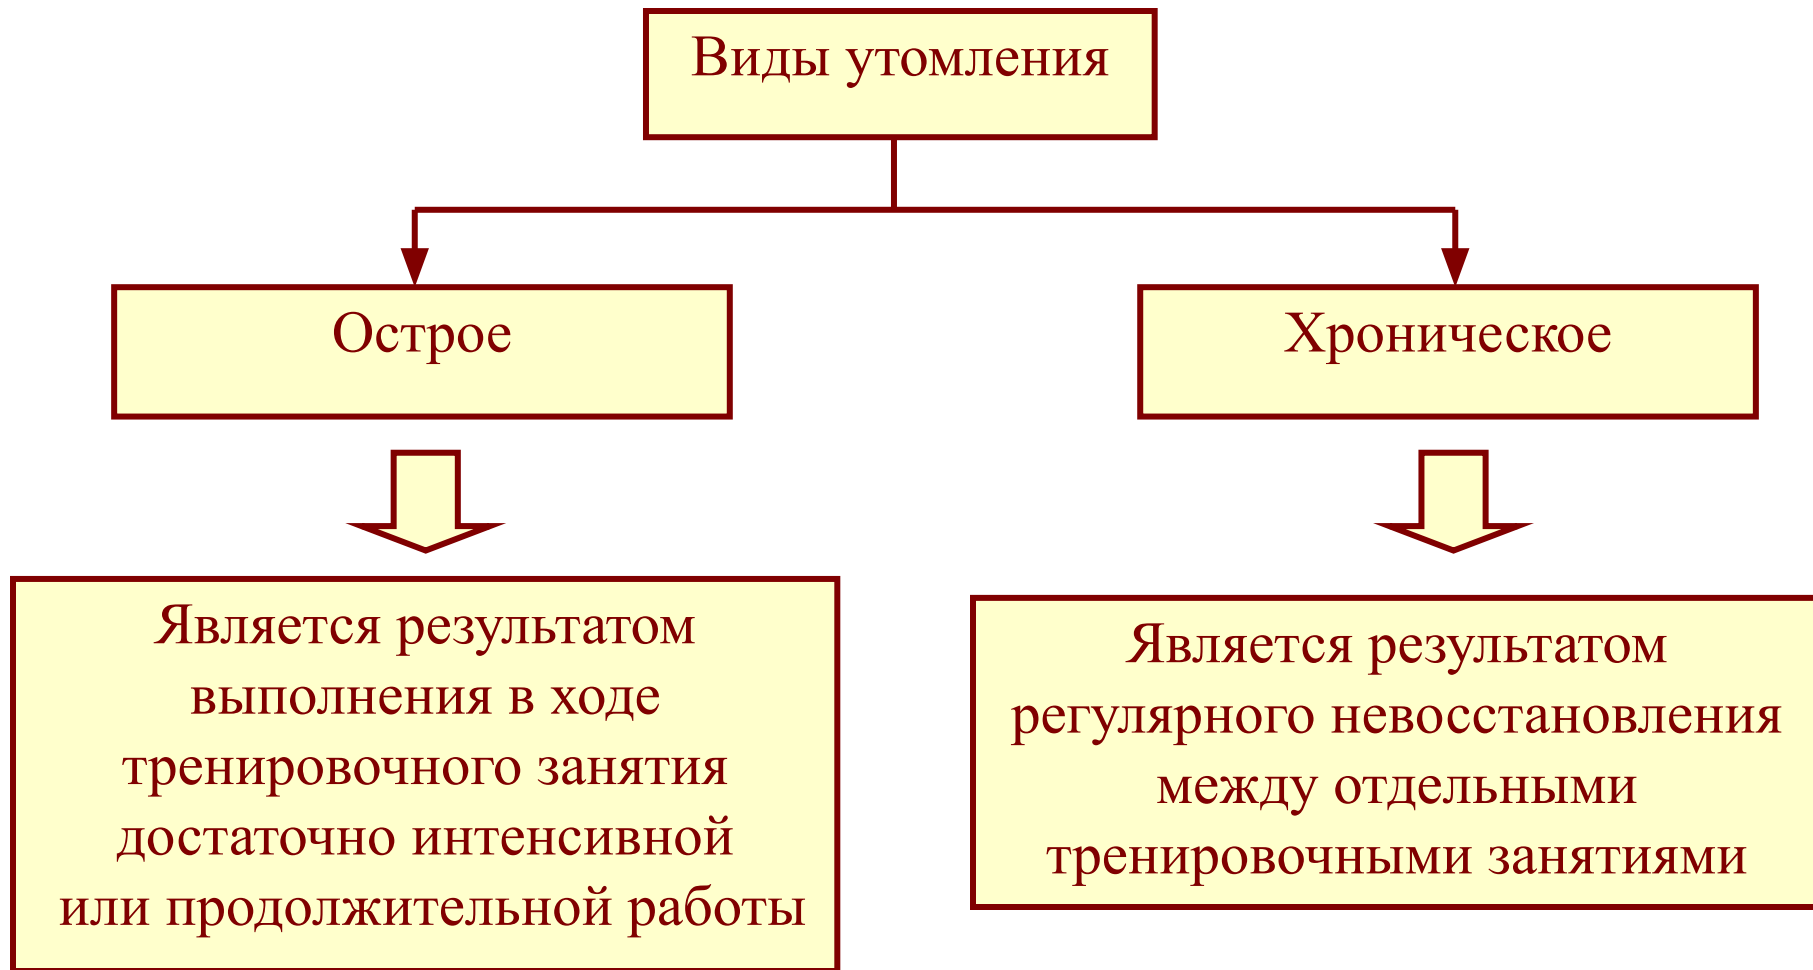 Виды утомления
Острое
Хроническое
Является результатом
выполнения в ходе
тренировочного занятия
достаточно интенсивной
или продолжительной работы
Является результатом
регулярного невосстановления
между отдельными
тренировочными занятиями